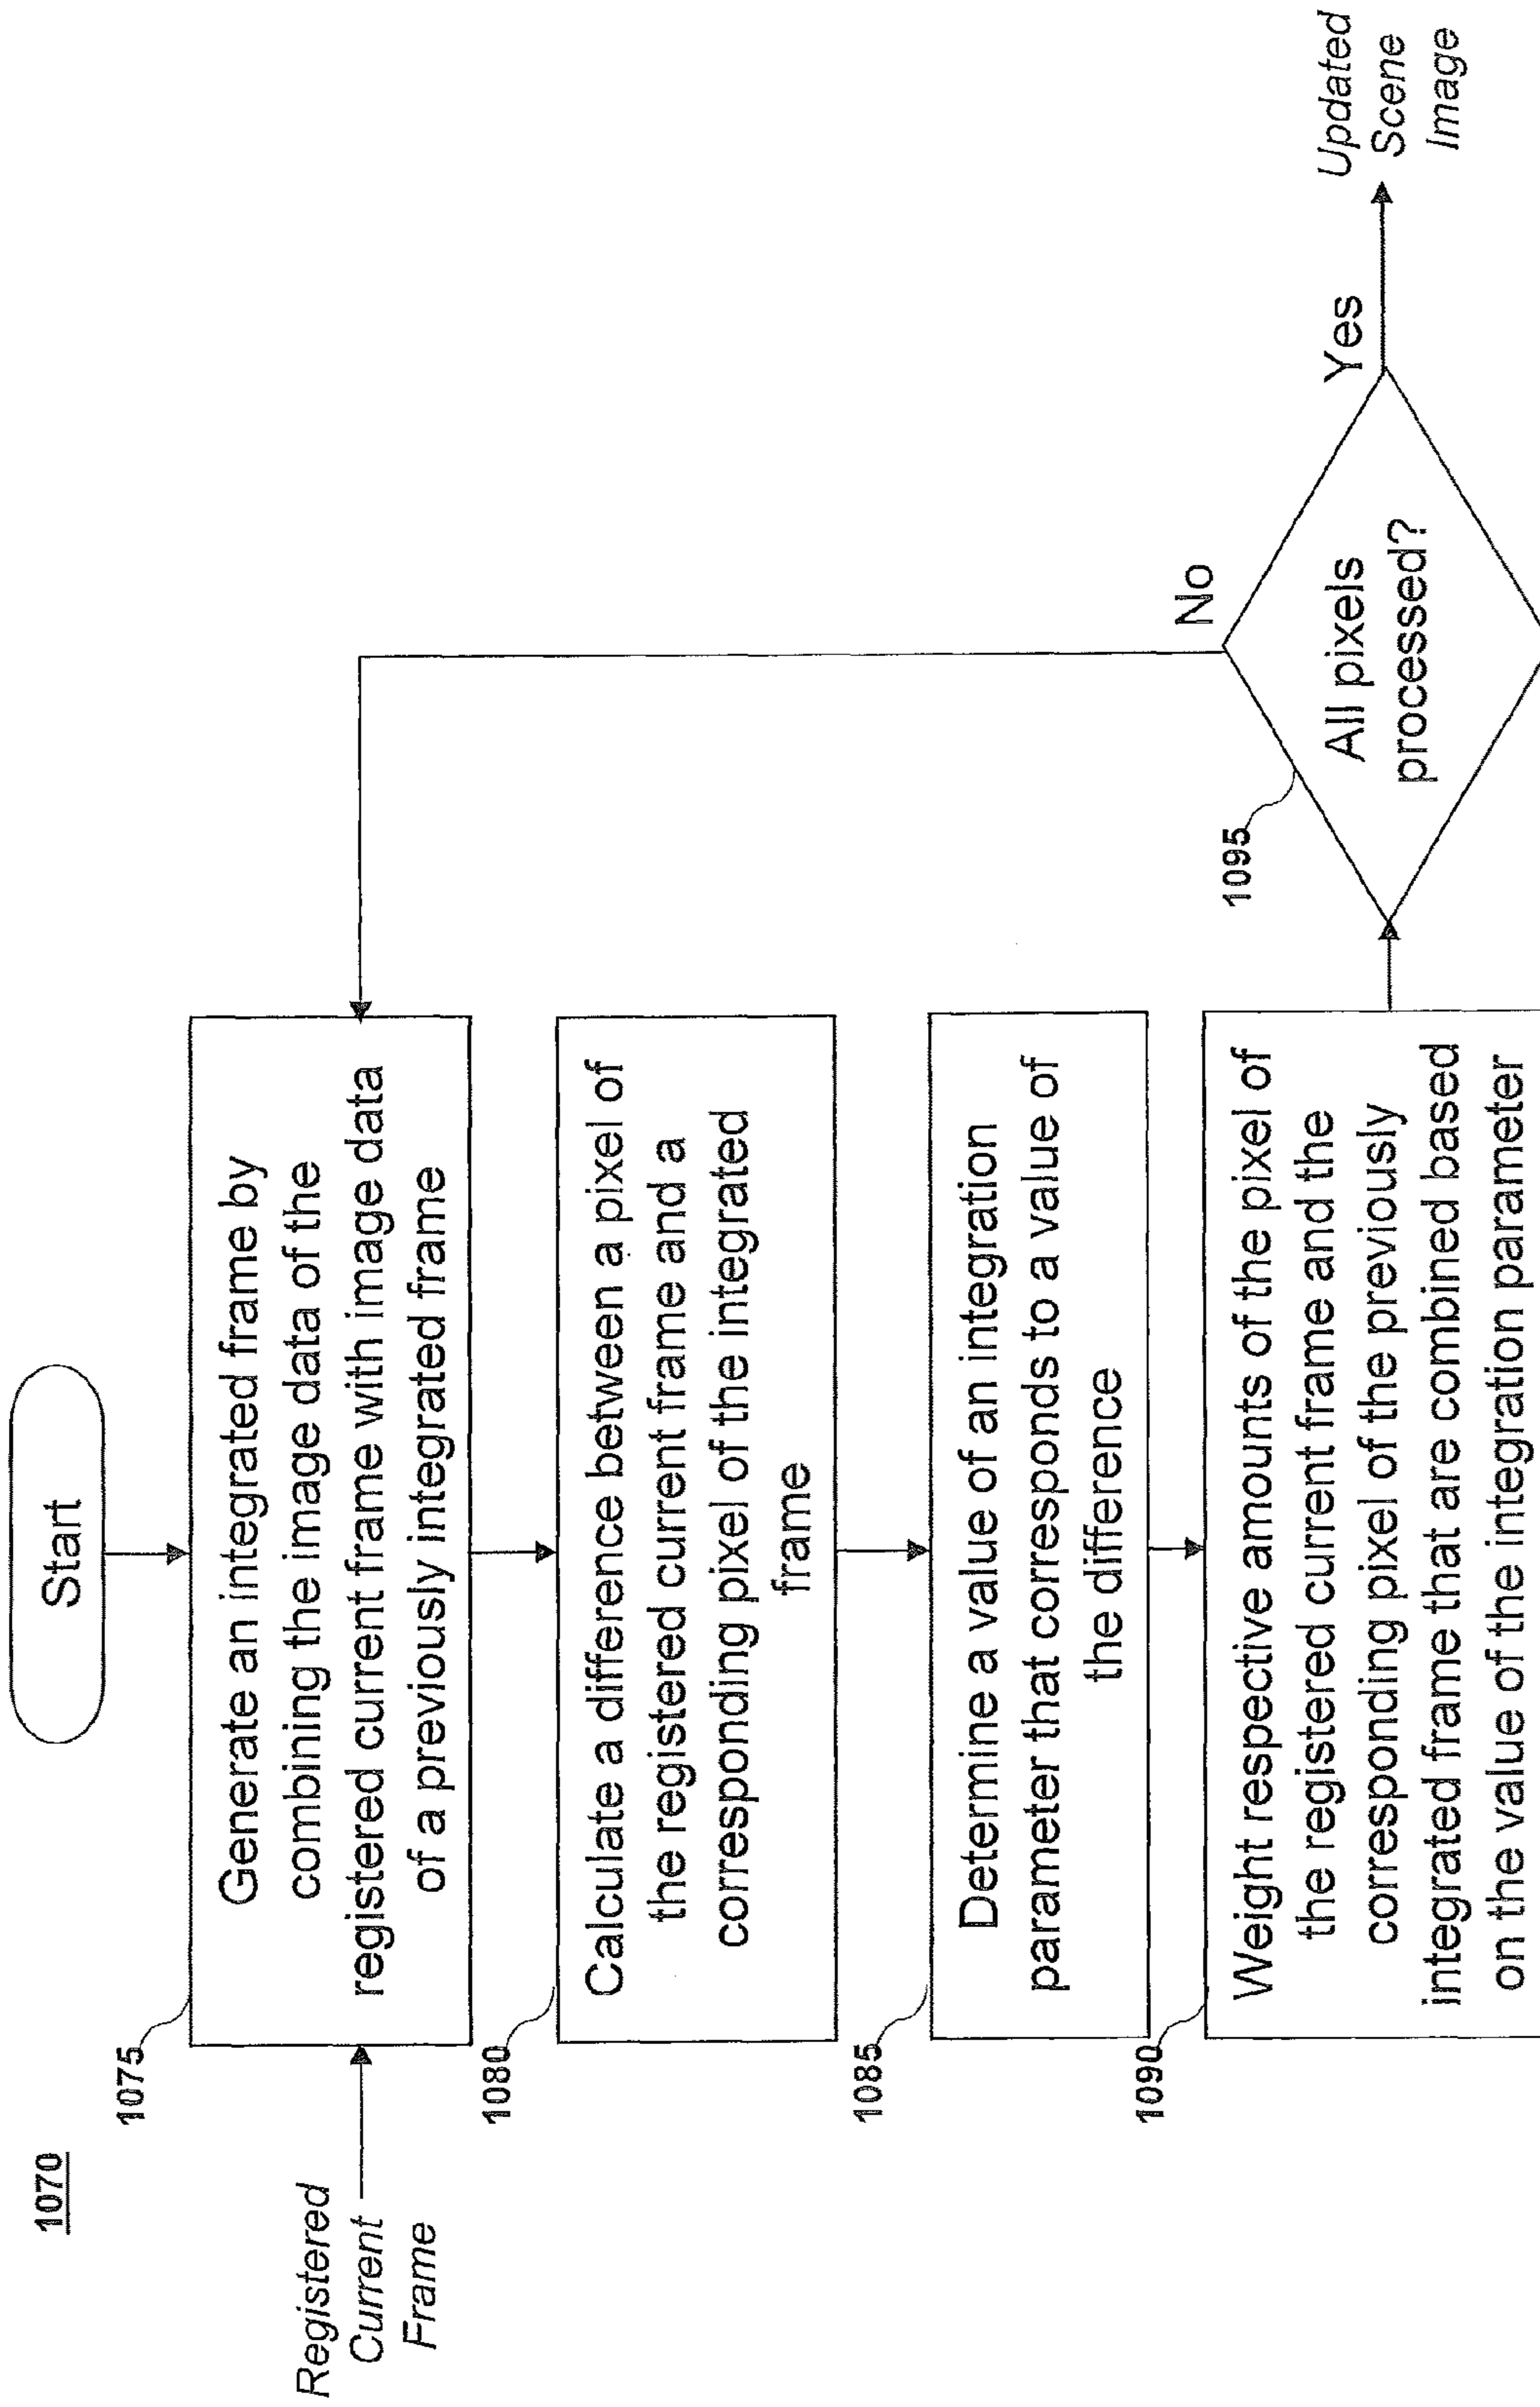 1070
Start
Registered
Current
Frame
1075
Generate an integrated frame by
combining the image data of the
registered current frame with image data
of a previously integrated frame
1080
Calculate a difference between a pixel of
the registered current frame and a
corresponding pixel of the integrated
frame
1085
Determine a value of an integration
parameter that corresponds to a value of
the difference
1090
Weight respective amounts of the pixel of
the registered current frame and the
corresponding pixel of the previously
integrated frame that are combined based
on the value of the integration parameter
1095
All pixels
processed?
No
Yes
Updated
Scene
Image